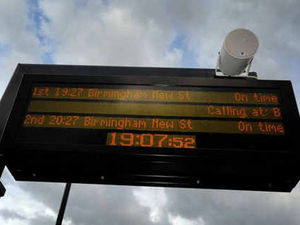 1st 19:27 Birmingham New St On time
Calling at B
2nd 20:27 Birmingham New St On time
19:07:52